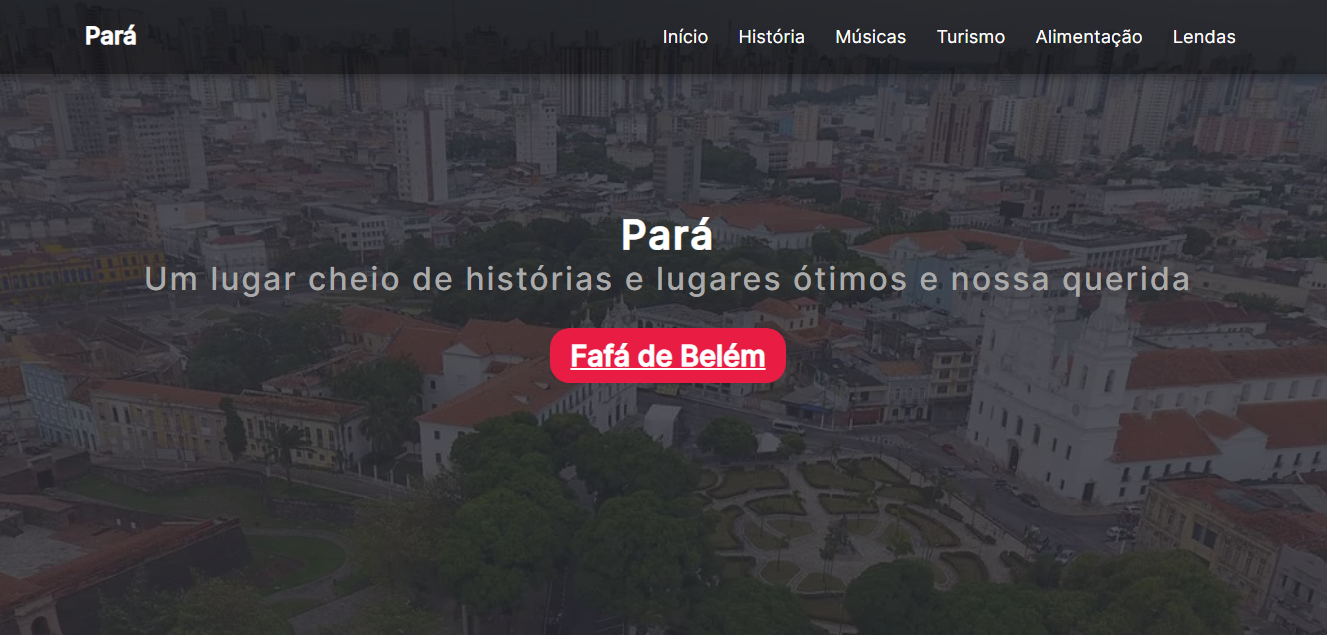 Pará
Início História Músicas Turismo Alimentação Lendas
Pará
Um lugar cheio de histórias e lugares ótimos e nossa querida
Fafá de Belém